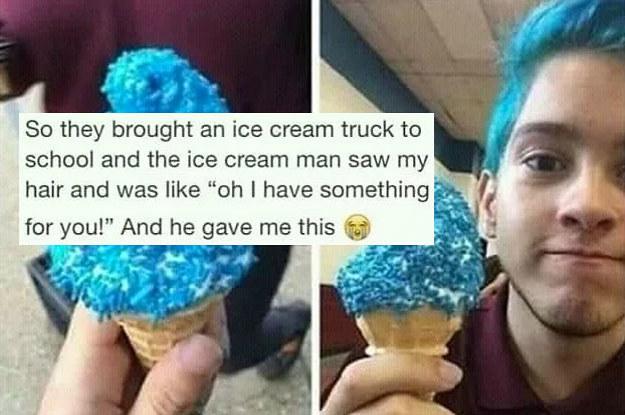 So they brought an ice cream truck to
school and the ice cream man saw my
hair and was like “oh I have something
for you!” And he gave me this 😭